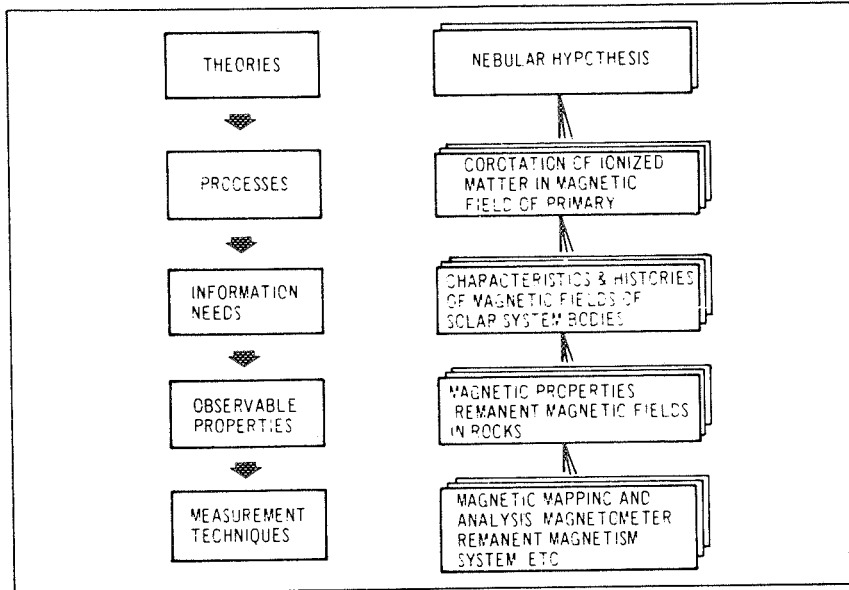 THEORIES
NEBULAR HYPOTHESIS
PROCESSES
COROTATION OF IONIZED
MATTER IN MAGNETIC
FIELD OF PRIMARY
INFORMATION
NEEDS
CHARACTERISTICS & HISTORIES
OF MAGNETIC FIELDS OF
SOLAR SYSTEM BODIES
OBSERVABLE
PROPERTIES
MAGNETIC PROPERTIES
REMANENT MAGNETIC FIELDS
IN ROCKS
MEASUREMENT
TECHNIQUES
MAGNETIC MAPPING AND
ANALYSIS MAGNETOMETER
REMANENT MAGNETISM
SYSTEM ETC